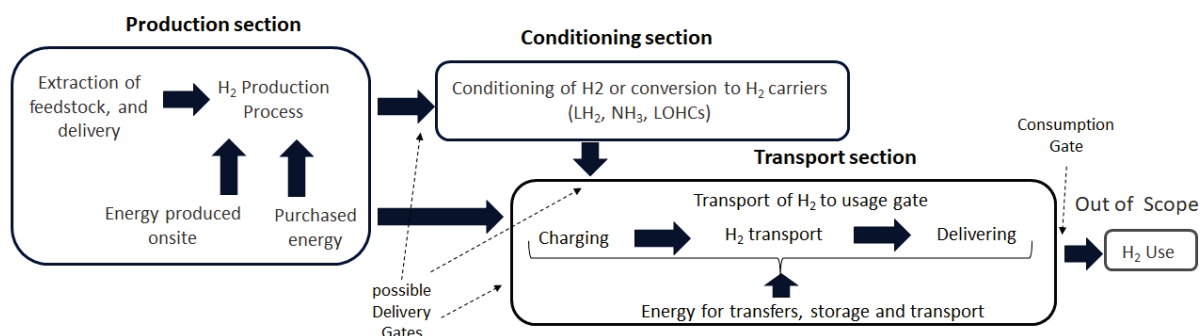 Production section
Extraction of
feedstock, and
delivery
H₂ Production
Process
Energy produced
onsite
Purchased
energy
Conditioning section
Conditioning of H2 or conversion to H₂ carriers
(LH₂, NH₃, LOHCs)
Transport section
Transport of H₂ to usage gate
Charging
H₂ transport
Delivering
Energy for transfers, storage and transport
possible
Delivery
Gates
Consumption
Gate
Out of Scope
H₂ Use